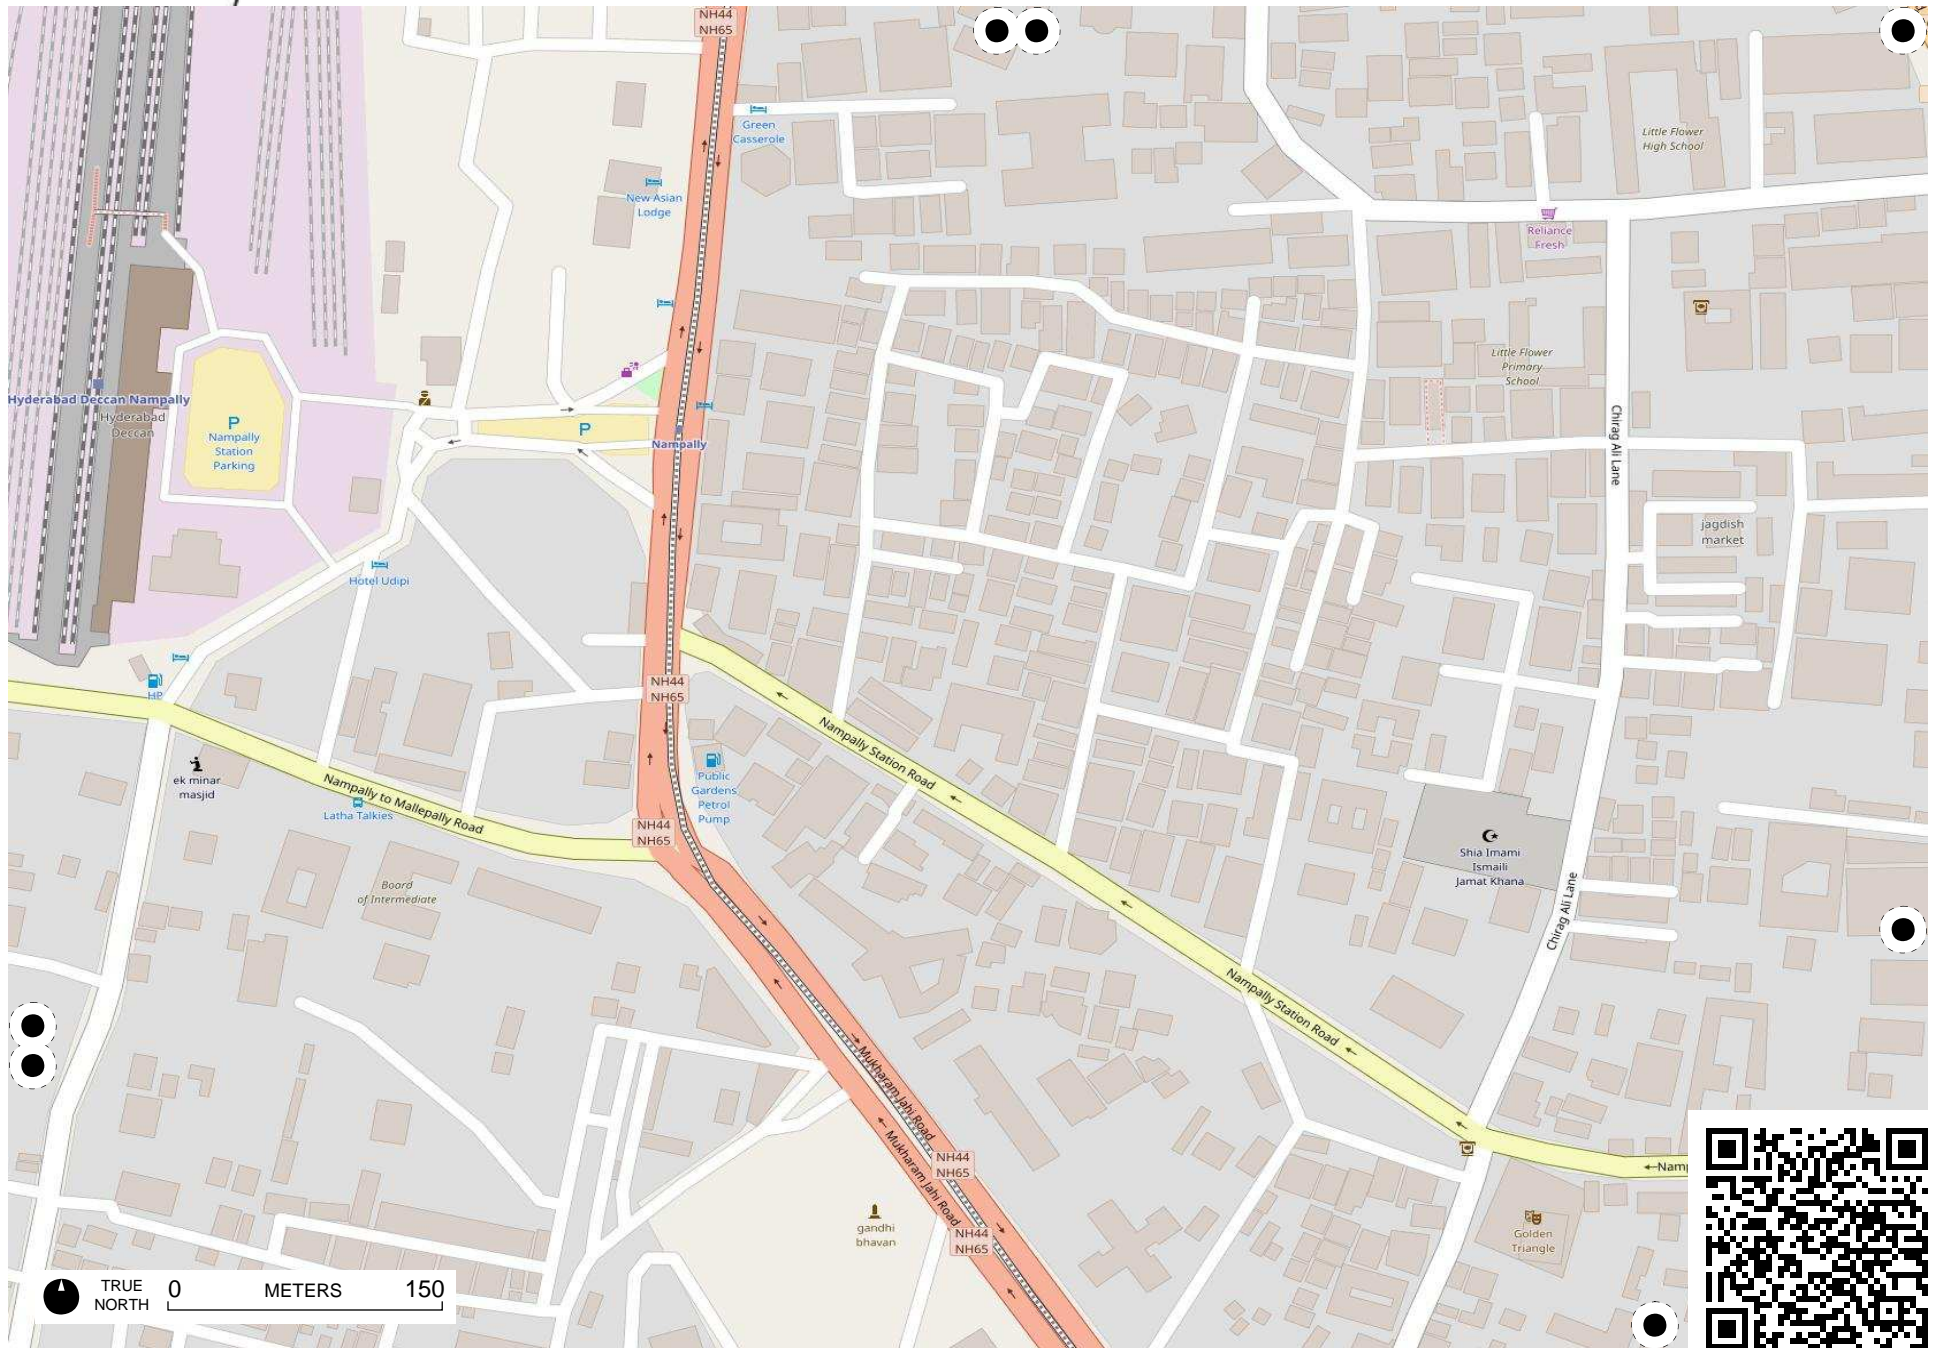 NH44
NH65
Green
Casserole
Little Flower
High School
New Asian
Lodge
Reliance
Fresh
Little Flower
Primary
School
Hyderabad Deccan Nampally
Hyderabad
Deccan
P
Nampally
Station
Parking
P
Nampally
Chirag Ali Lane
jagdish
market
Hotel Udipi
HP
NH44
NH65
Nampally Station Road
ek minar
masjid
Public
Gardens
Petrol
Pump
Nampally to Mallepally Road
Latha Talkies
NH44
NH65
Shia Imami
Ismaili
Jamat Khana
Board
of Intermediate
Chirag Ali Lane
Nampally Station Road
Mukharam Jahi Road
Mukharam Jahi Road
NH44
NH65
Namp
gandhi
bhavan
NH44
NH65
Golden
Triangle
TRUE
NORTH
0 METERS 150